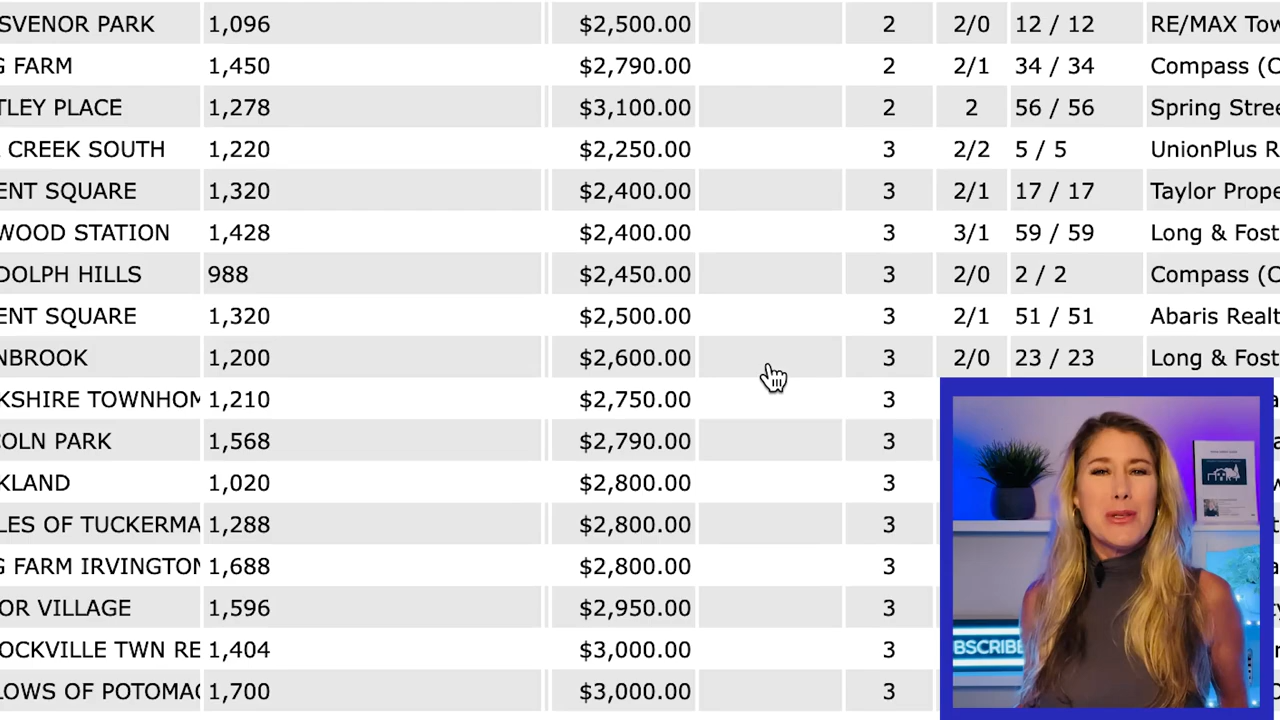 SVENOR PARK 1,096 $2,500.00 2 2/0 12 / 12 RE/MAX Tow
G FARM 1,450 $2,790.00 2 2/1 34 / 34 Compass (C
TLEY PLACE 1,278 $3,100.00 2 2 56 / 56 Spring Stree
CREEK SOUTH 1,220 $2,250.00 3 2/2 5 / 5 UnionPlus R
ENT SQUARE 1,320 $2,400.00 3 2/1 17 / 17 Taylor Prope
WOOD STATION 1,428 $2,400.00 3 3/1 59 / 59 Long & Fost
DOLPH HILLS 988 $2,450.00 3 2/0 2 / 2 Compass (C
ENT SQUARE 1,320 $2,500.00 3 2/1 51 / 51 Abaris Realt
NBROOK 1,200 $2,600.00 3 2/0 23 / 23 Long & Fost
KSHIRE TOWNHOM 1,210 $2,750.00 3
COLN PARK 1,568 $2,790.00 3
KLAND 1,020 $2,800.00 3
LES OF TUCKERMA 1,288 $2,800.00 3
G FARM IRVINGTON 1,688 $2,800.00 3
OR VILLAGE 1,596 $2,950.00 3
OCKVILLE TWN RE 1,404 $3,000.00 3
LOWS OF POTOMAC 1,700 $3,000.00 3
BSCRIBE